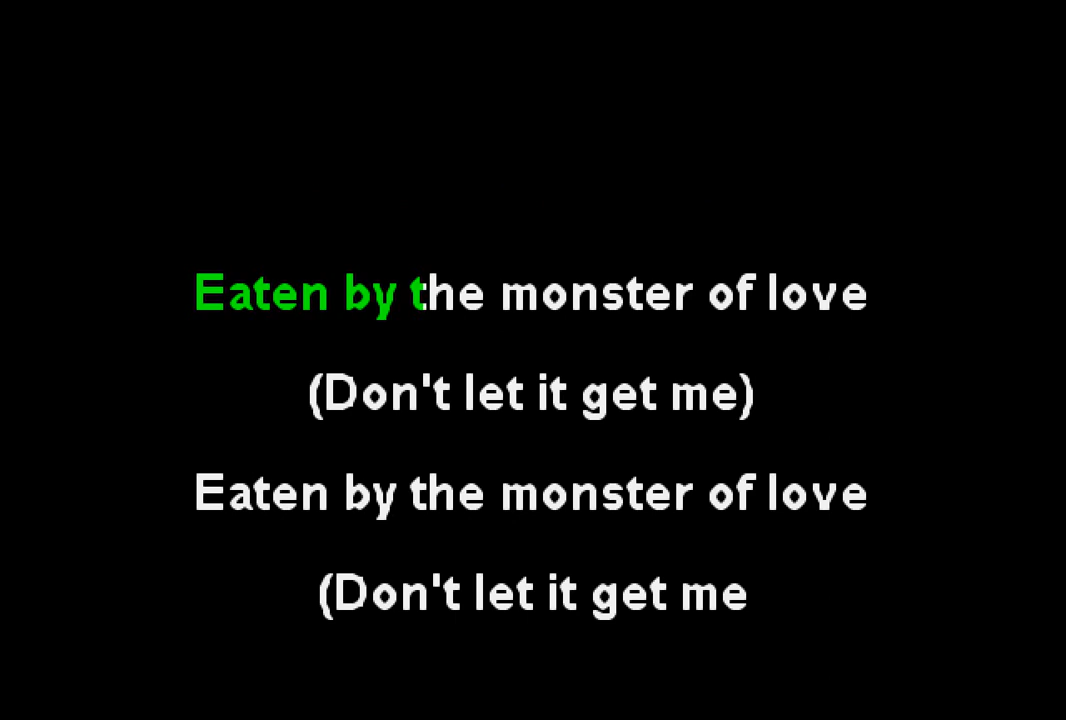 Eaten by the monster of love
(Don't let it get me)
Eaten by the monster of love
(Don't let it get me